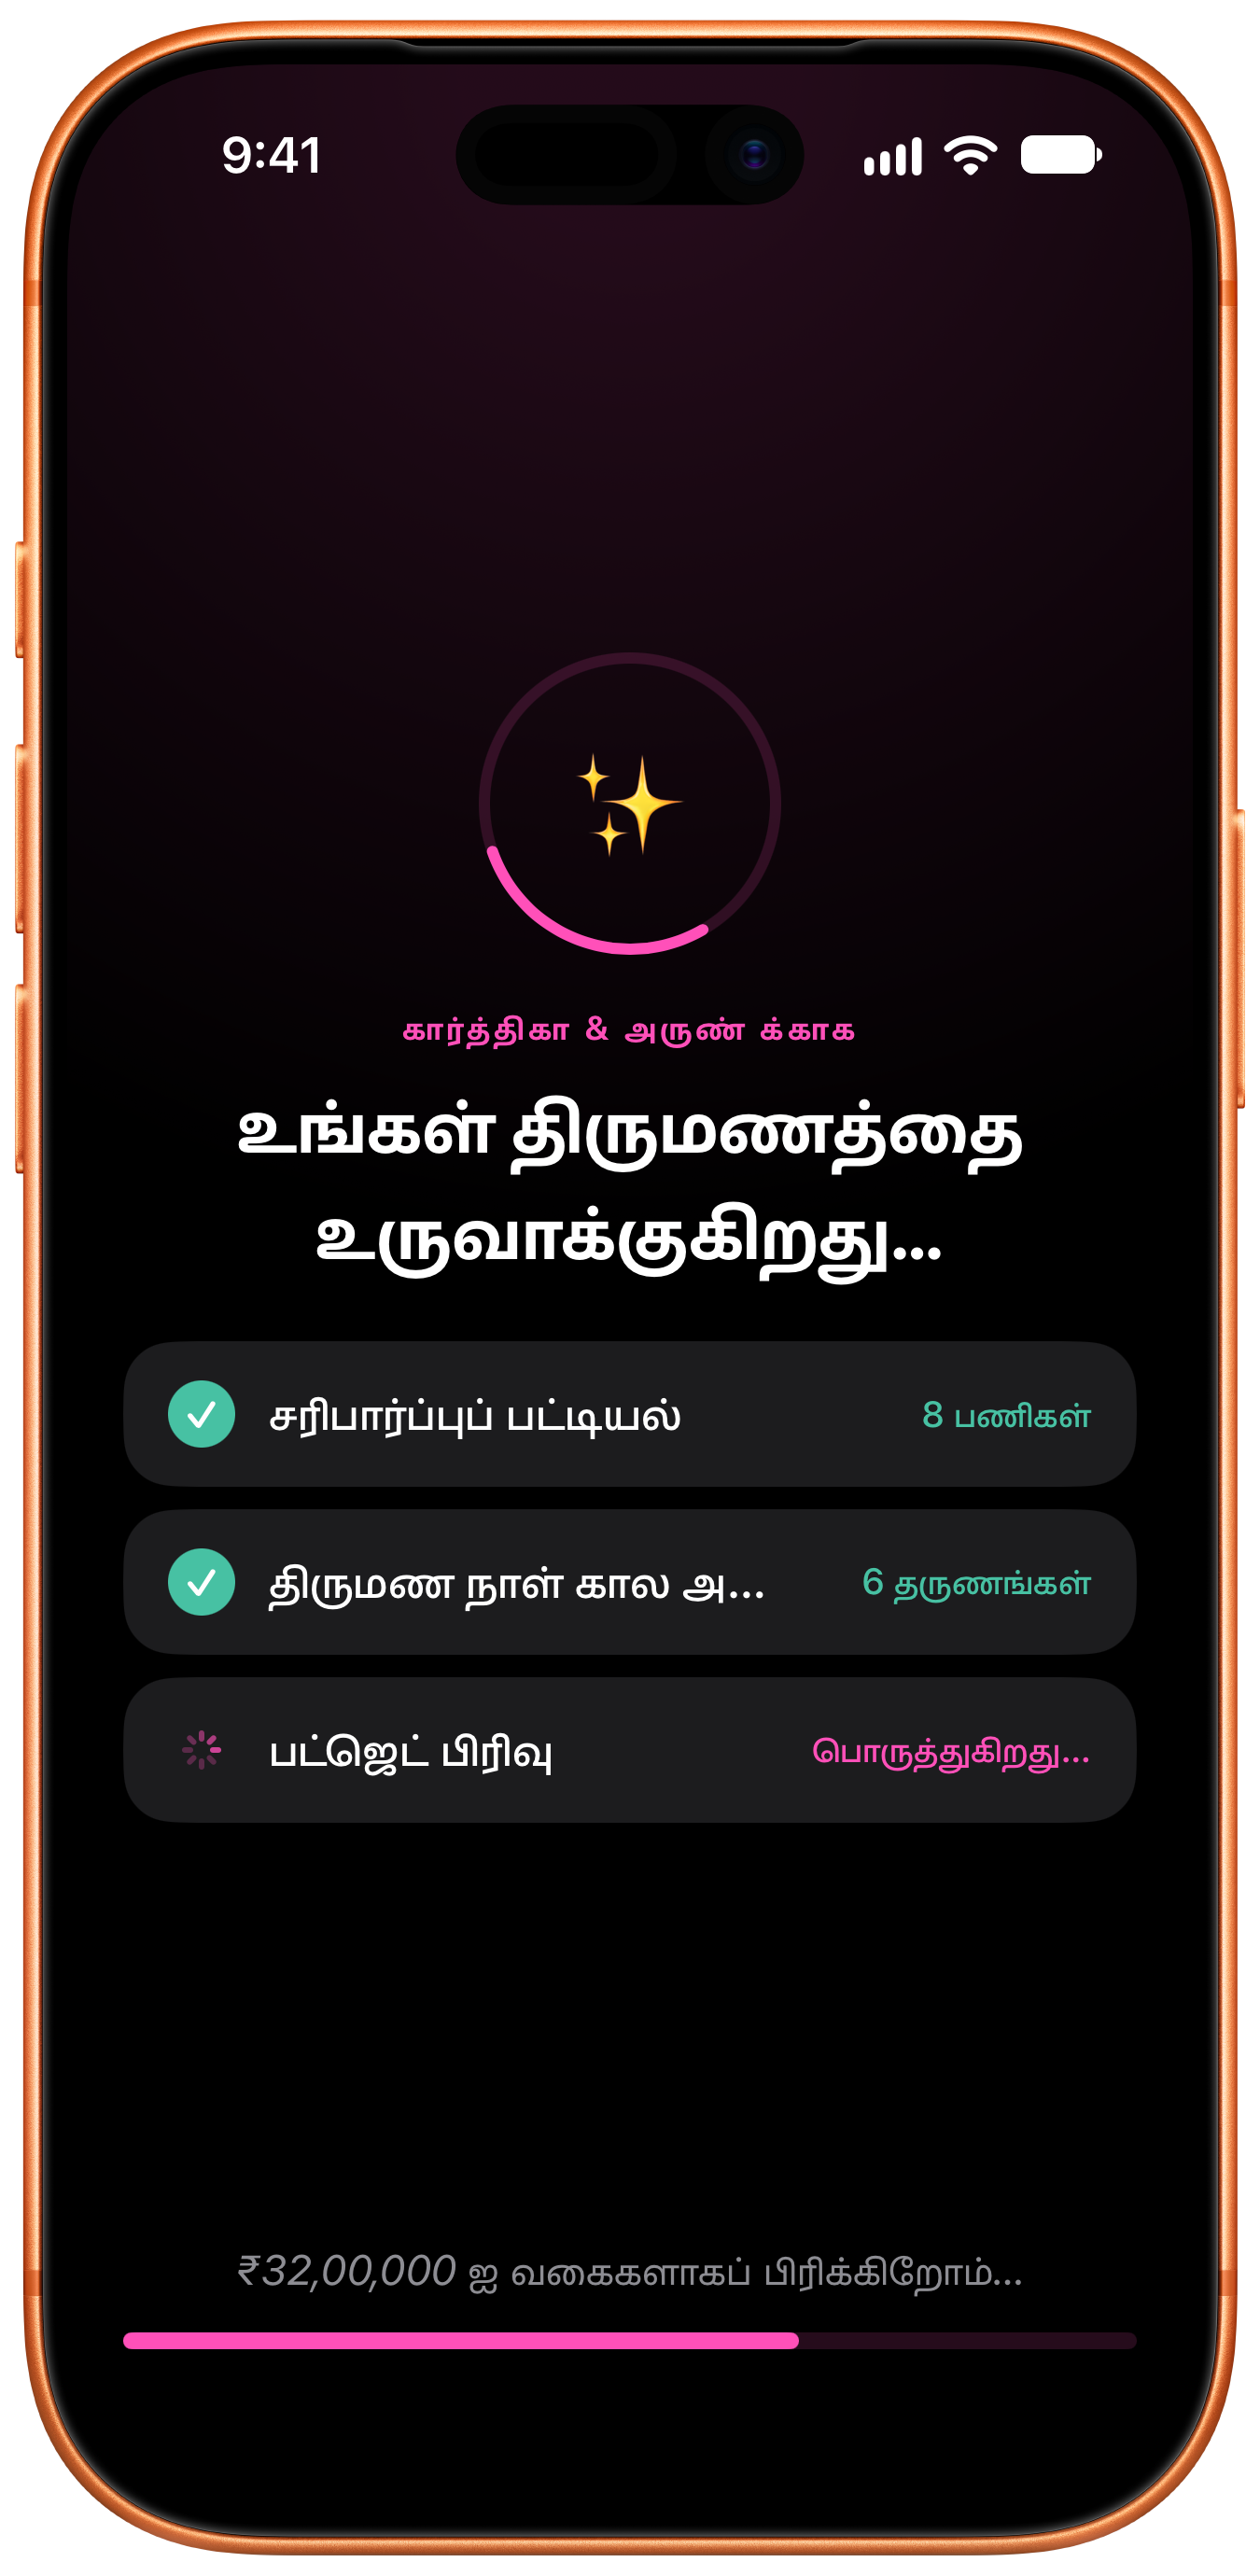 9:41
கார்த்திகா & அருண் க்காக
உங்கள் திருமணத்தை
உருவாக்குகிறது...
சரிபார்ப்புப் பட்டியல்
8 பணிகள்
திருமண நாள் கால அ...
6 தருணங்கள்
பட்ஜெட் பிரிவு
பொருத்துகிறது...
₹32,00,000 ஐ வகைகளாகப் பிரிக்கிறோம்...